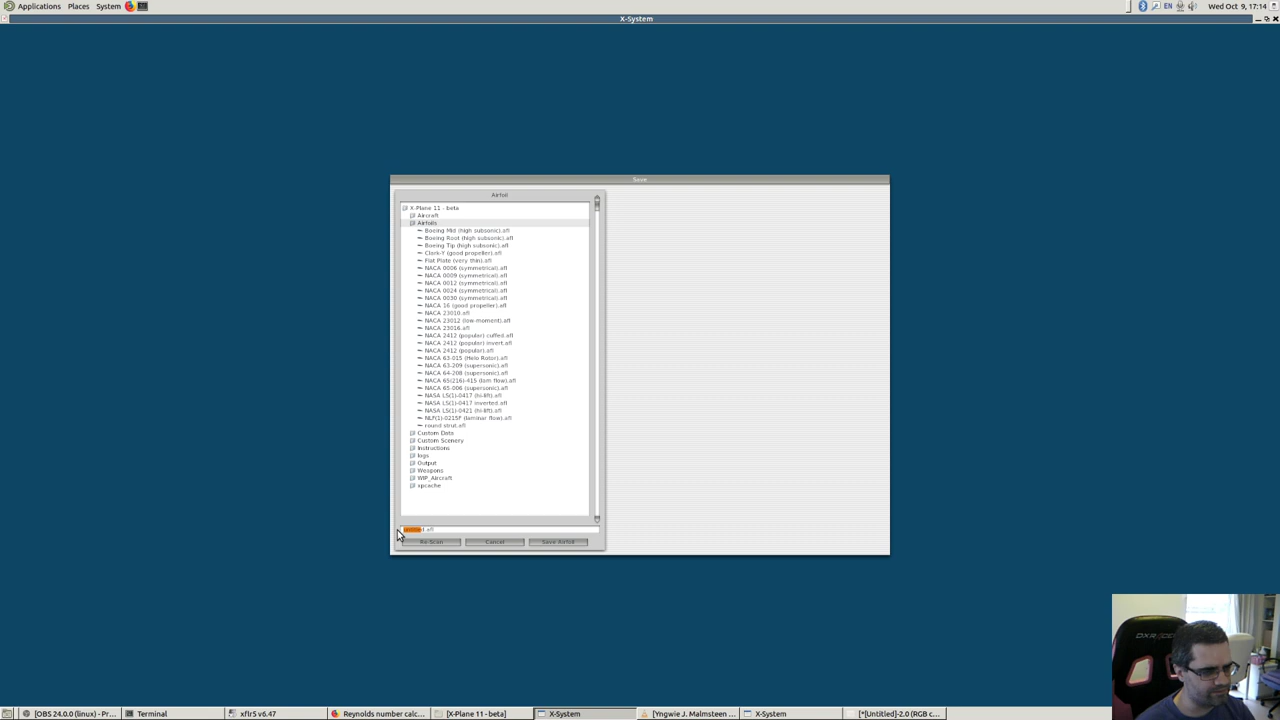 Applications Places System EN Wed Oct 9, 17:14
X-System
Save
Airfoil
X-Plane 11 - beta
Aircraft
Airfoils
Boeing Mid (high subsonic).afl
Boeing Root (high subsonic).afl
Boeing Tip (high subsonic).afl
Clark-Y (good propeller).afl
Flat Plate (very thin).afl
NACA 0006 (symmetrical).afl
NACA 0009 (symmetrical).afl
NACA 0012 (symmetrical).afl
NACA 0024 (symmetrical).afl
NACA 0030 (symmetrical).afl
NACA 16 (good propeller).afl
NACA 23010.afl
NACA 23012 (low moment).afl
NACA 23016.afl
NACA 2412 (popular) cuffed.afl
NACA 2412 (popular) invert.afl
NACA 2412 (popular).afl
NACA 63-015 (Helo Rotor).afl
NACA 63-209 (supersonic).afl
NACA 64-208 (supersonic).afl
NACA 65(216)-415 (lam flow).afl
NACA 65-006 (supersonic).afl
NASA LS(1)-0417 (hi-lift).afl
NASA LS(1)-0417 inverted.afl
NASA LS(1)-0421 (hi-lift).afl
NLF(1)-0215F (laminar flow).afl
round strut.afl
Custom Data
Custom Scenery
Instructions
logs
Output
Weapons
WIP_Aircraft
xpcache
untitled.afl
Re-Scan Cancel Save Airfoil
DXRACER
[OBS 24.0.0 (linux) - Pr... Terminal xflr5 v6.47 Reynolds number calc... [X-Plane 11 - beta] X-System [Yngwie J. Malmsteen ... X-System [*[Untitled]-2.0 (RGB c...